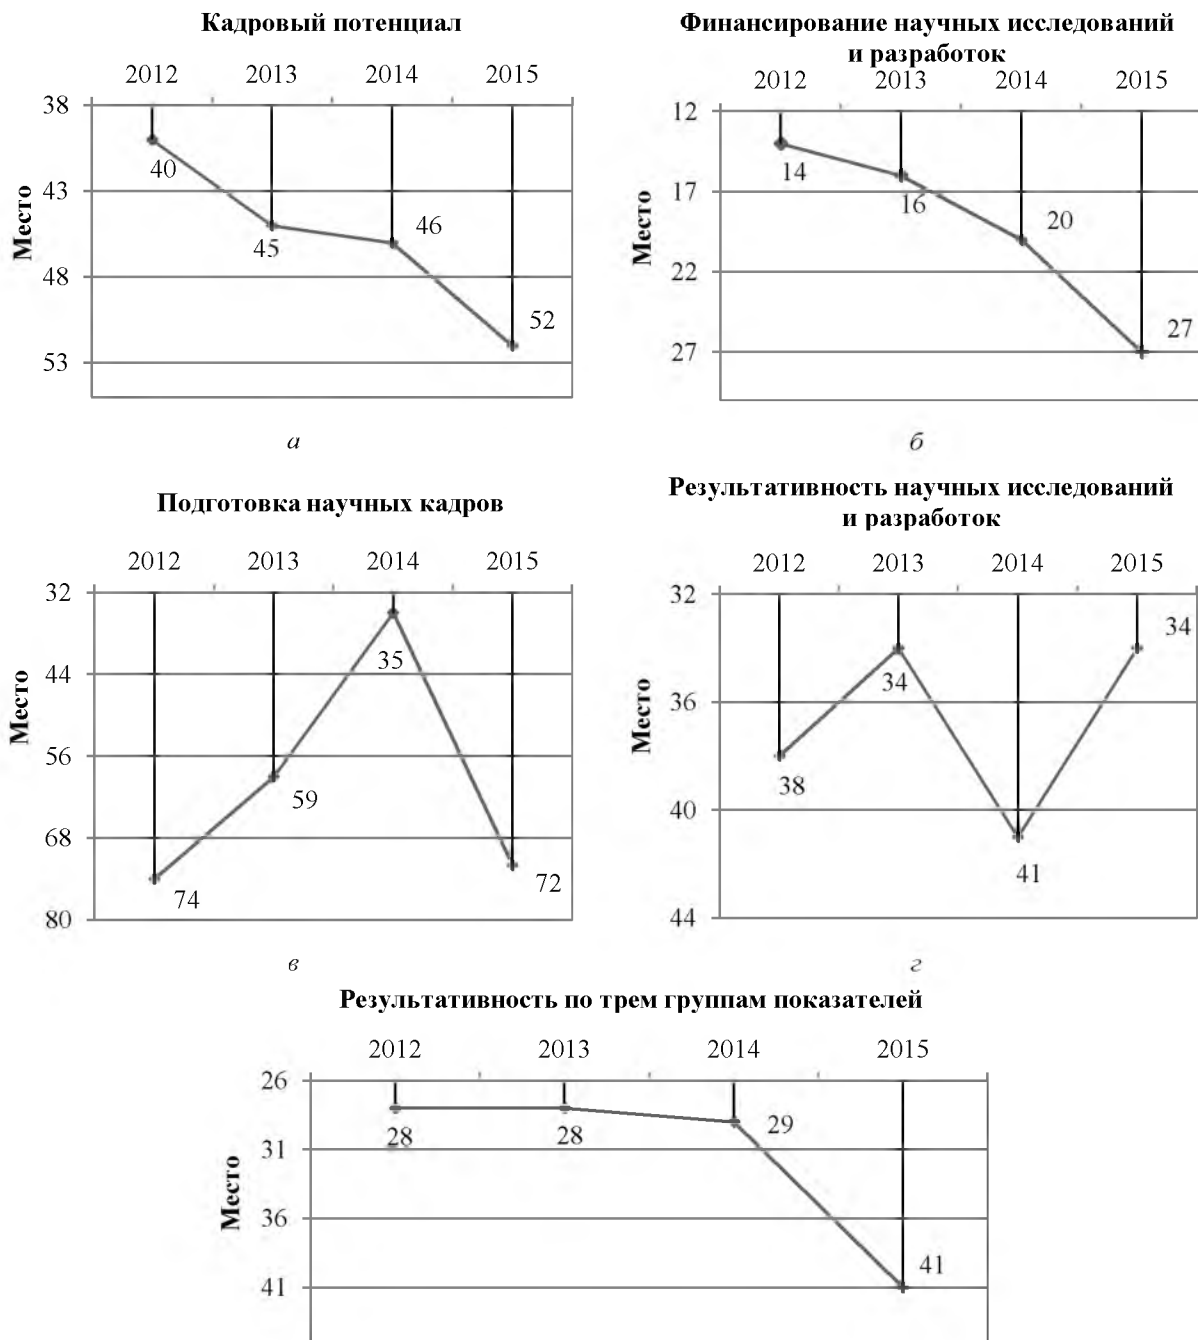 Кадровый потенциал
2012 2013 2014 2015
38
43
48
53
Место
40
45
46
52
а
Финансирование научных исследований
и разработок
2012 2013 2014 2015
12
17
22
27
Место
14
16
20
27
б
Подготовка научных кадров
2012 2013 2014 2015
32
44
56
68
80
Место
74
59
35
72
в
Результативность научных исследований
и разработок
2012 2013 2014 2015
32
36
40
44
Место
38
34
41
34
г
Результативность по трем группам показателей
2012 2013 2014 2015
26
31
36
41
Место
28
28
29
41